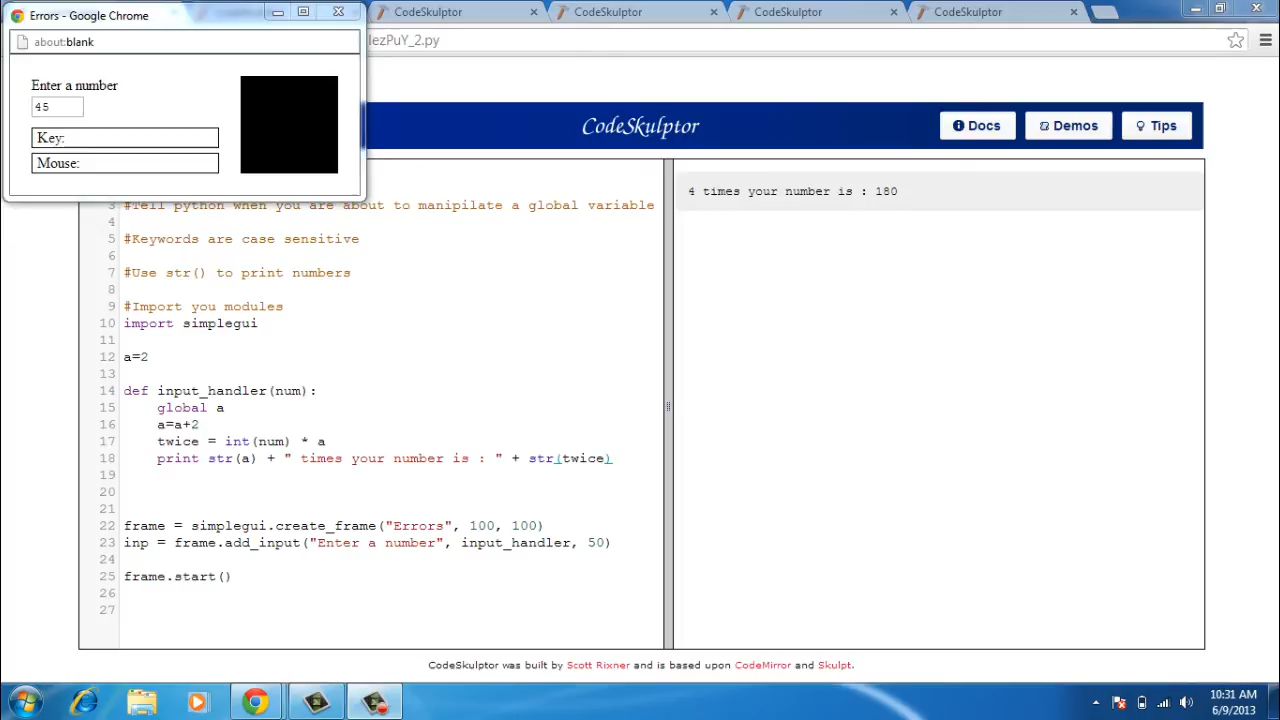 Errors - Google Chrome
CodeSkulptor
CodeSkulptor
CodeSkulptor
CodeSkulptor
about:blank
IezPuY_2.py
Enter a number
45
Key:
Mouse:
CodeSkulptor
Docs
Demos
Tips
4 times your number is : 180
3 #Tell python when you are about to manipilate a global variable
4
5 #Keywords are case sensitive
6
7 #Use str() to print numbers
8
9 #Import you modules
10 import simplegui
11
12 a=2
13
14 def input_handler(num):
15 global a
16 a=a+2
17 twice = int(num) * a
18 print str(a) + " times your number is : " + str(twice)
19
20
21
22 frame = simplegui.create_frame("Errors", 100, 100)
23 inp = frame.add_input("Enter a number", input_handler, 50)
24
25 frame.start()
26
27
CodeSkulptor was built by Scott Rixner and is based upon CodeMirror and Skulpt.
10:31 AM
6/9/2013